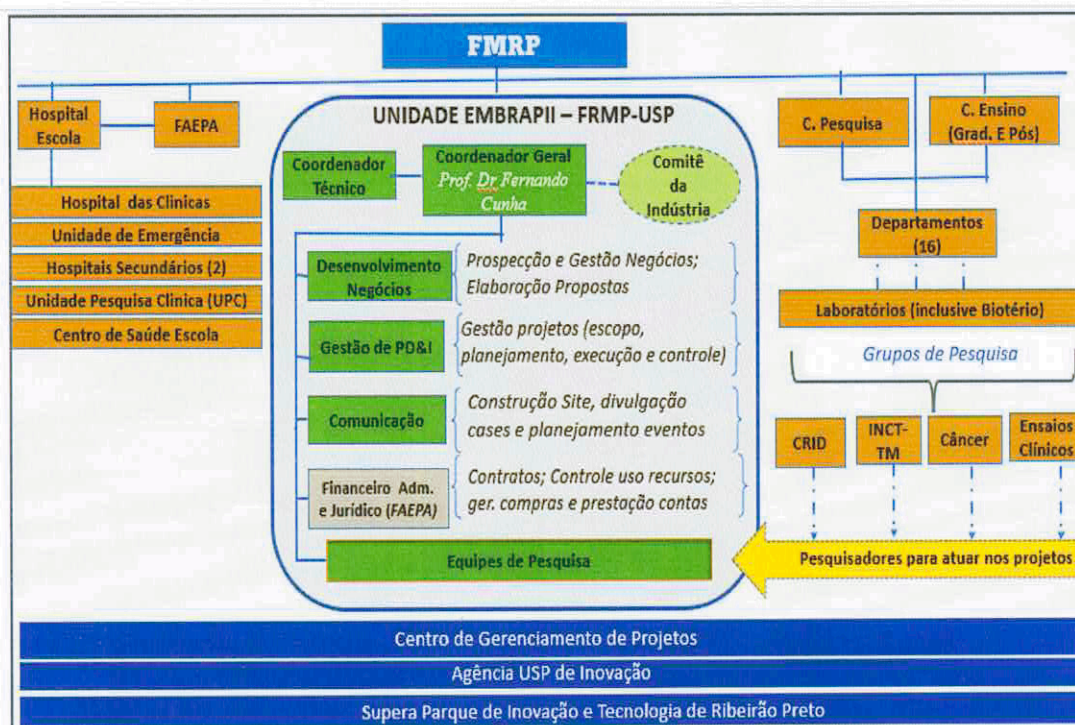 FMRP
Hospital
Escola
FAEPA
Hospital das Clinicas
Unidade de Emergência
Hospitais Secundários (2)
Unidade Pesquisa Clinica (UPC)
Centro de Saúde Escola
UNIDADE EMBRAPII – FRMP-USP
Coordenador
Técnico
Coordenador Geral
Prof. Dr Fernando
Cunha
Comitê
da
Indústria
Desenvolvimento
Negócios
Prospecção e Gestão Negócios;
Elaboração Propostas
Gestão de PD&I
Gestão projetos (escopo,
planejamento, execução e controle)
Comunicação
Construção Site, divulgação
cases e planejamento eventos
Financeiro Adm.
e Jurídico (FAEPA)
Contratos; Controle uso recursos;
ger. compras e prestação contas
Equipes de Pesquisa
C. Pesquisa
C. Ensino
(Grad. E Pós)
Departamentos
(16)
Laboratórios (inclusive Biotério)
Grupos de Pesquisa
CRID
INCT-
TM
Câncer
Ensaios
Clínicos
Pesquisadores para atuar nos projetos
Centro de Gerenciamento de Projetos
Agência USP de Inovação
Supera Parque de Inovação e Tecnologia de Ribeirão Preto